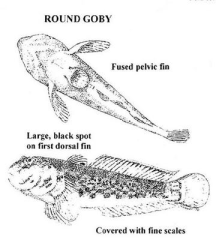 ROUND GOBY
Fused pelvic fin
Large, black spot
on first dorsal fin
Covered with fine scales